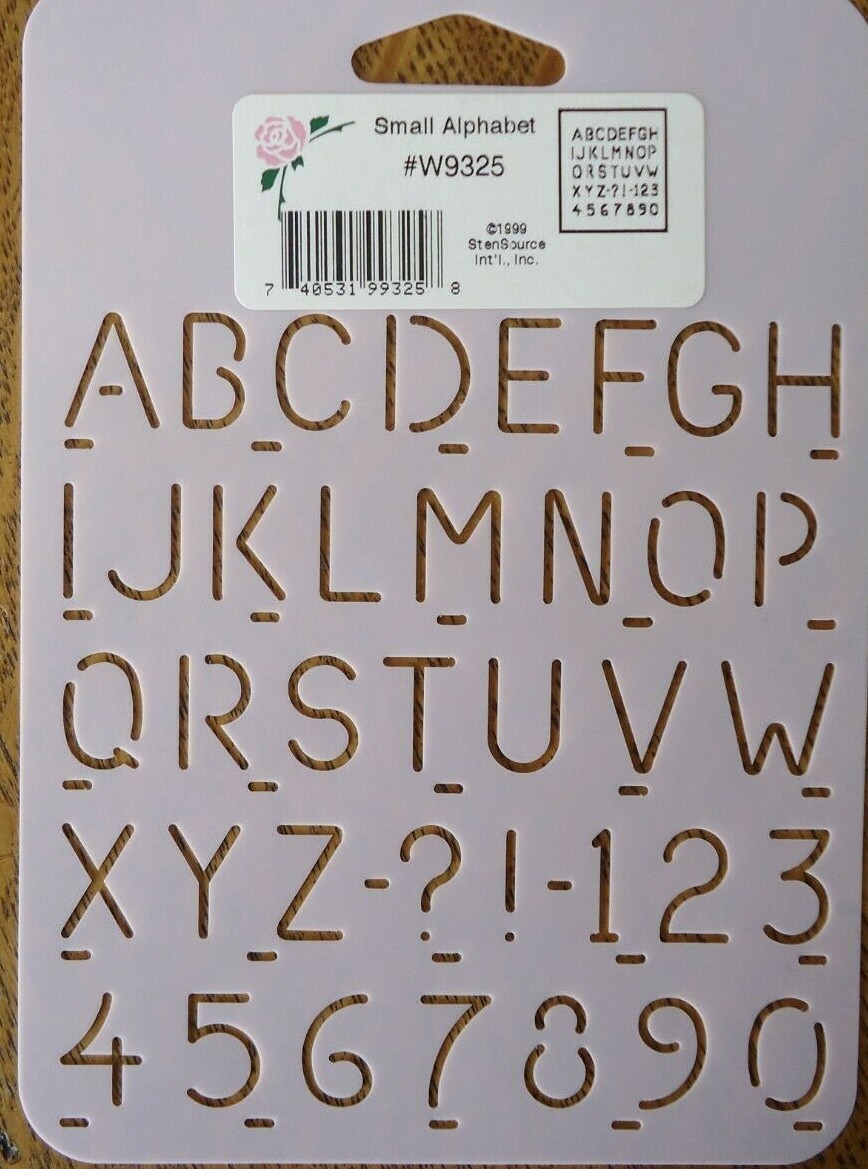 Small Alphabet
#W9325
ABCDEFGH
IJKLMNOP
QRSTUVW
XYZ-?!-123
4567890
©1999
StenSource
Int'l., Inc.
7 40531 99325 8
ABCDEFGH
IJKLMNOP
QRSTUVW
XYZ-?!-123
4567890